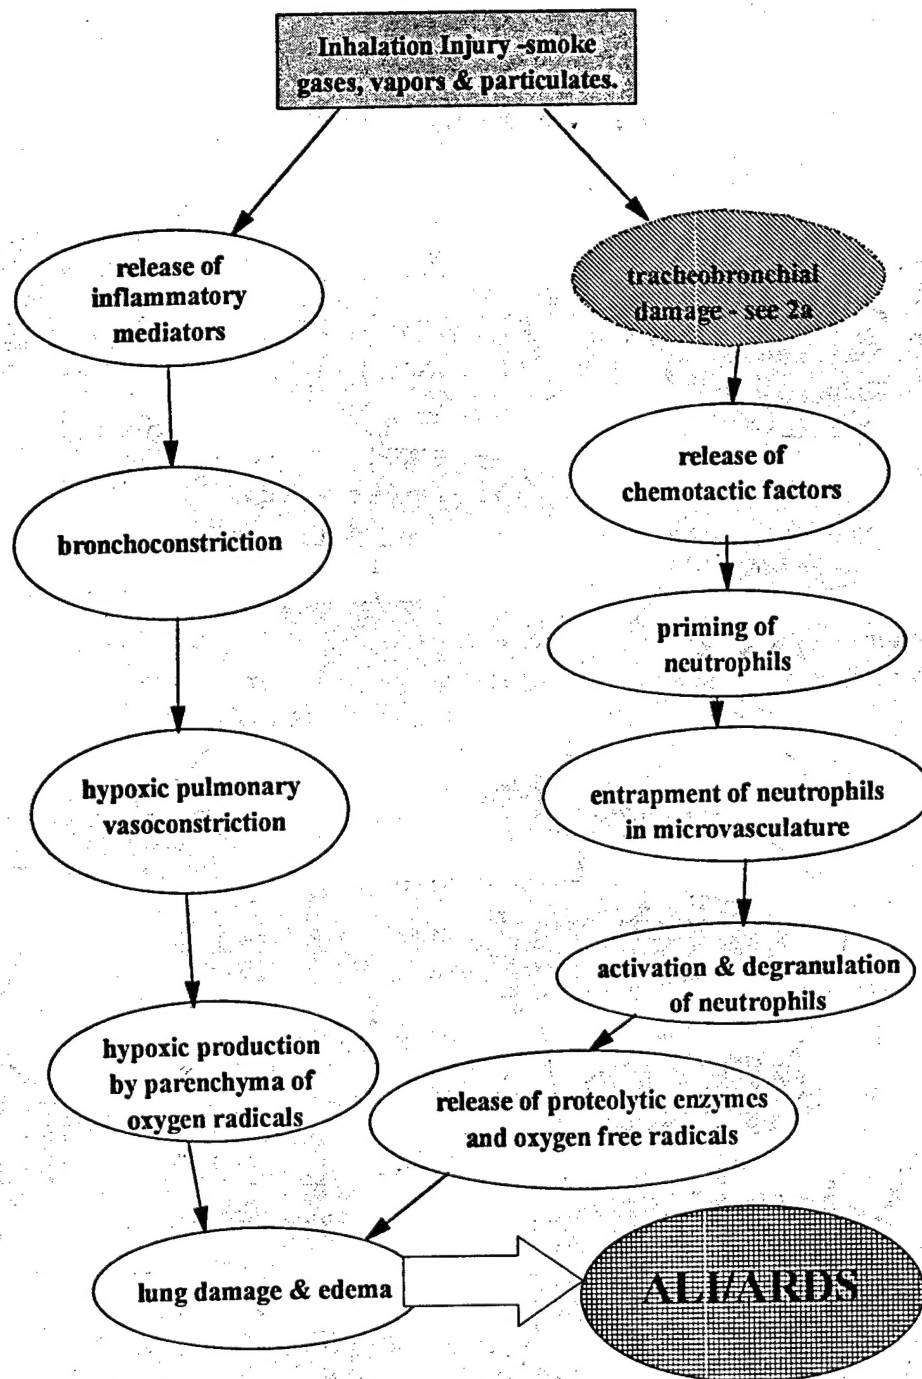 Inhalation Injury -smoke
gases, vapors & particulates.
release of
inflammatory
mediators
tracheobronchial
damage - see 2a
release of
chemotactic factors
bronchoconstriction
priming of
neutrophils
hypoxic pulmonary
vasoconstriction
entrapment of neutrophils
in microvasculature
activation & degranulation
of neutrophils
hypoxic production
by parenchyma of
oxygen radicals
release of proteolytic enzymes
and oxygen free radicals
lung damage & edema
ALI/ARDS